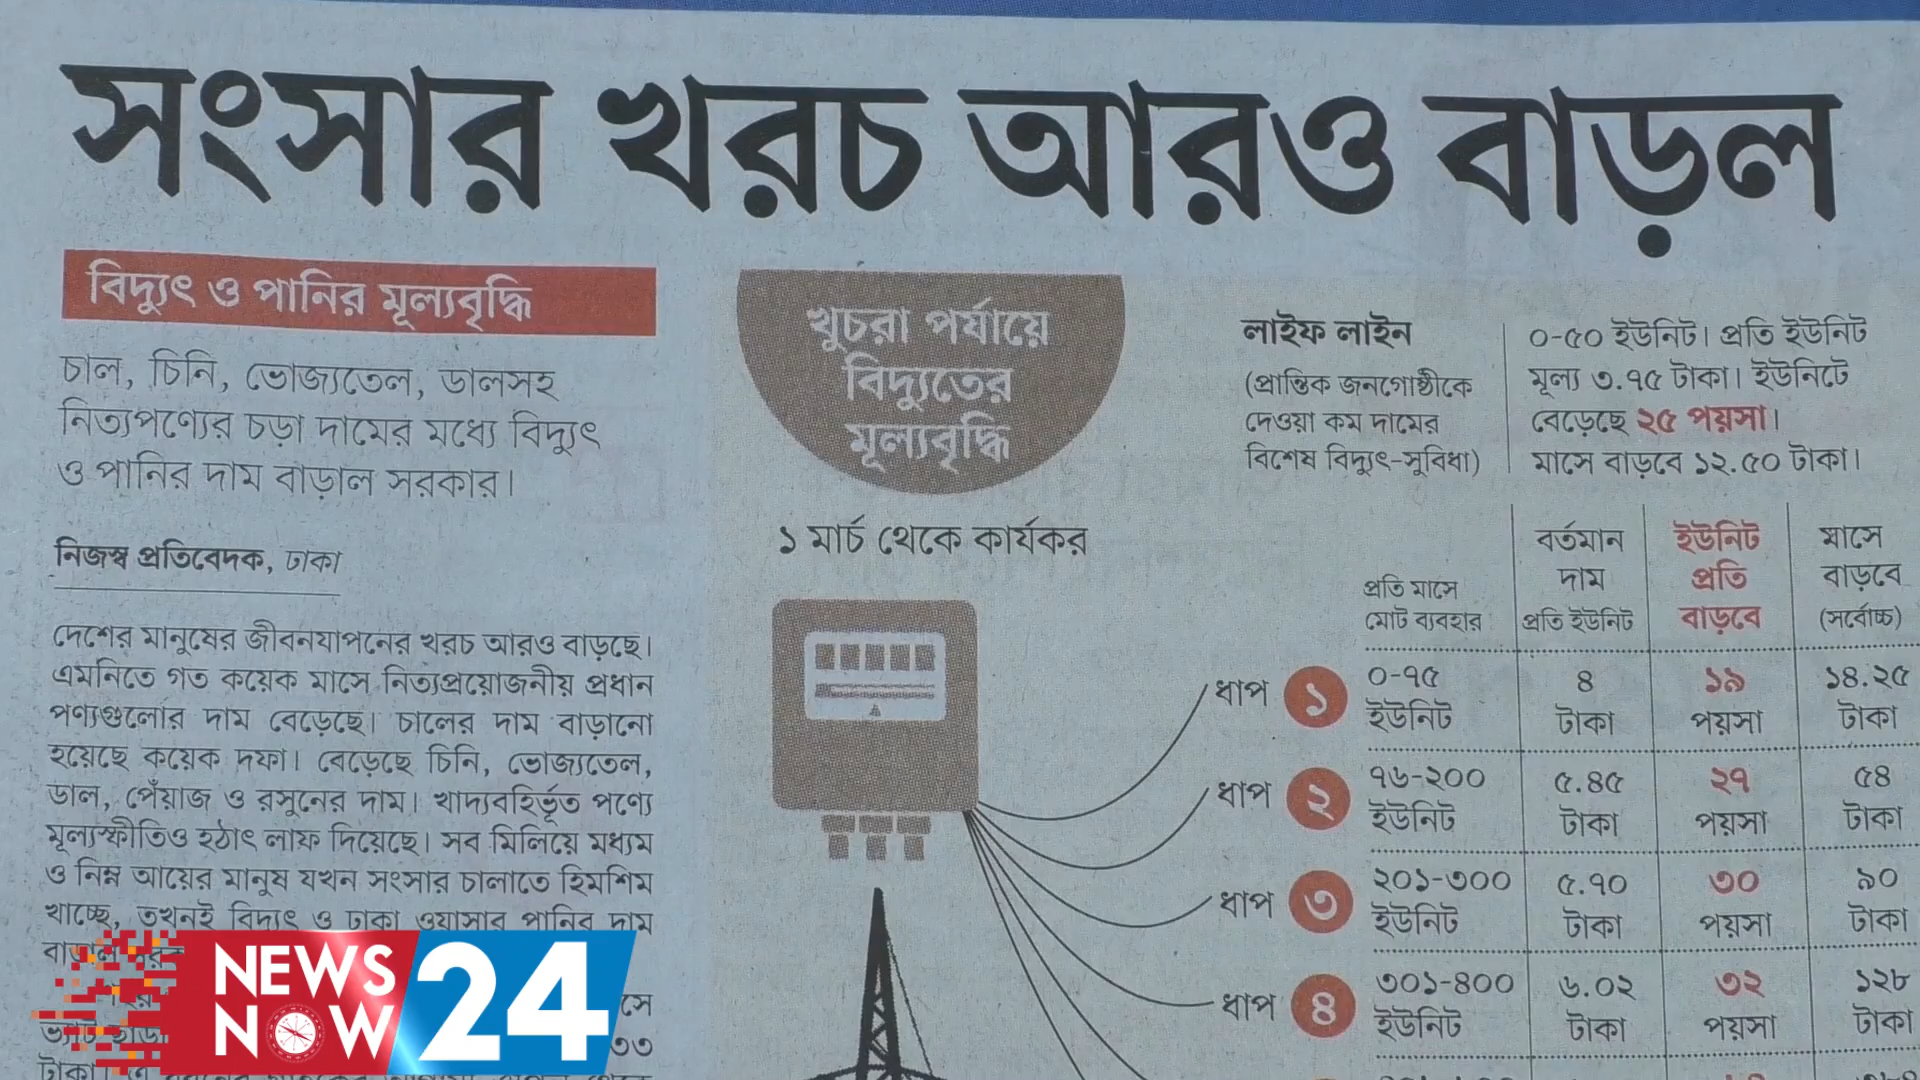 সংসার খরচ আরও বাড়ল
বিদ্যুৎ ও পানির মূল্যবৃদ্ধি
চাল, চিনি, ভোজ্যতেল, ডালসহ
নিত্যপণ্যের চড়া দামের মধ্যে বিদ্যুৎ
ও পানির দাম বাড়াল সরকার।
নিজস্ব প্রতিবেদক, ঢাকা
দেশের মানুষের জীবনযাপনের খরচ আরও বাড়ছে।
এমনিতে গত কয়েক মাসে নিত্যপ্রয়োজনীয় প্রধান
পণ্যগুলোর দাম বেড়েছে। চালের দাম বাড়ানো
হয়েছে কয়েক দফা। বেড়েছে চিনি, ভোজ্যতেল,
ডাল, পেঁয়াজ ও রসুনের দাম। খাদ্যবহির্ভূত পণ্যে
মূল্যস্ফীতিও হঠাৎ লাফ দিয়েছে। সব মিলিয়ে মধ্যম
ও নিম্ন আয়ের মানুষ যখন সংসার চালাতে হিমশিম
খাচ্ছে, তখনই বিদ্যুৎ ও ঢাকা ওয়াসার পানির দাম
খুচরা পর্যায়ে
বিদ্যুতের
মূল্যবৃদ্ধি
১ মার্চ থেকে কার্যকর
লাইফ লাইন
(প্রান্তিক জনগোষ্ঠীকে
দেওয়া কম দামের
বিশেষ বিদ্যুৎ-সুবিধা)
০-৫০ ইউনিট। প্রতি ইউনিট
মূল্য ৩.৭৫ টাকা। ইউনিটে
বেড়েছে ২৫ পয়সা।
মাসে বাড়বে ১২.৫০ টাকা।
প্রতি মাসে
মোট ব্যবহার
বর্তমান
দাম
প্রতি ইউনিট
ইউনিট
প্রতি
বাড়বে
মাসে
বাড়বে
(সর্বোচ্চ)
ধাপ ১ ০-৭৫ ৪ ১৯ ১৪.২৫
ইউনিট টাকা পয়সা টাকা
ধাপ ২ ৭৬-২০০ ৫.৪৫ ২৭ ৫৪
ইউনিট টাকা পয়সা টাকা
ধাপ ৩ ২০১-৩০০ ৫.৭০ ৩০ ৯০
ইউনিট টাকা পয়সা টাকা
ধাপ ৪ ৩০১-৪০০ ৬.০২ ৩২ ১২৮
ইউনিট টাকা পয়সা টাকা
NEWS
NOW
24